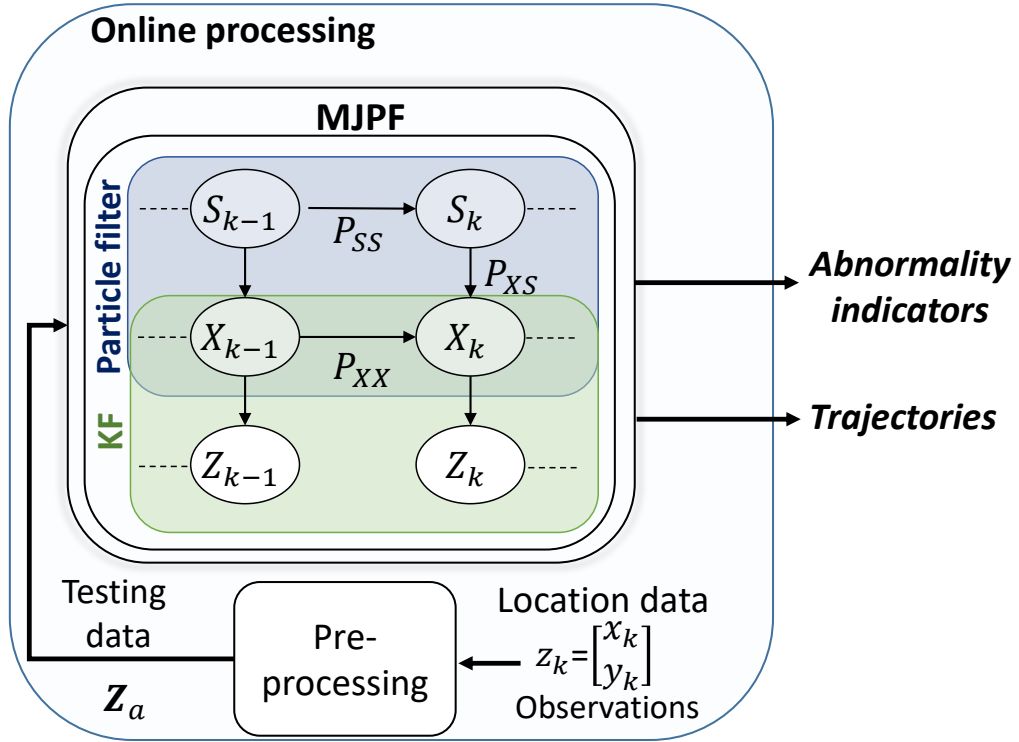 Online processing
MJPF
Particle filter
KF
S_{k−1}
S_k
P_{SS}
P_{XS}
X_{k−1}
X_k
P_{XX}
Z_{k−1}
Z_k
Abnormality
indicators
Trajectories
Testing
data
Z_a
Pre-
processing
Location data
z_k=[x_k
y_k]
Observations